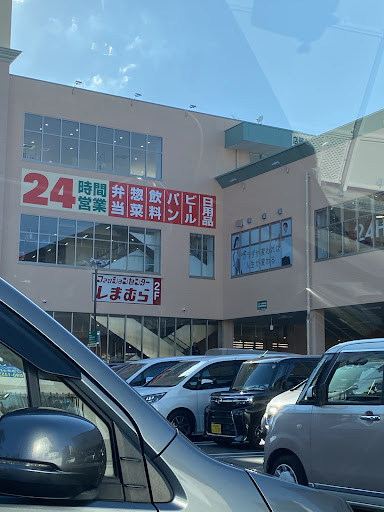 24時間営業
弁当 惣菜 飲料 パン ビール 日用品
ファッションセンター
しまむら 2F
24H